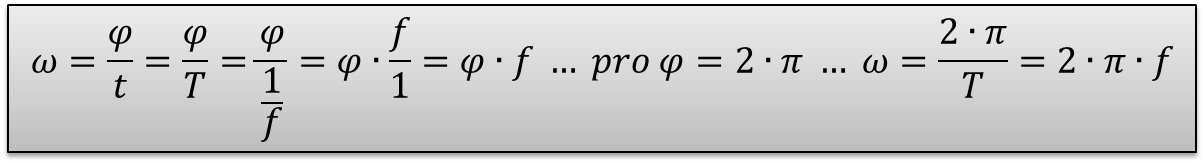 ω = φ/t = φ/T = φ/(1/f) = φ · f/1 = φ · f ... pro φ = 2 · π ... ω = (2 · π)/T = 2 · π · f